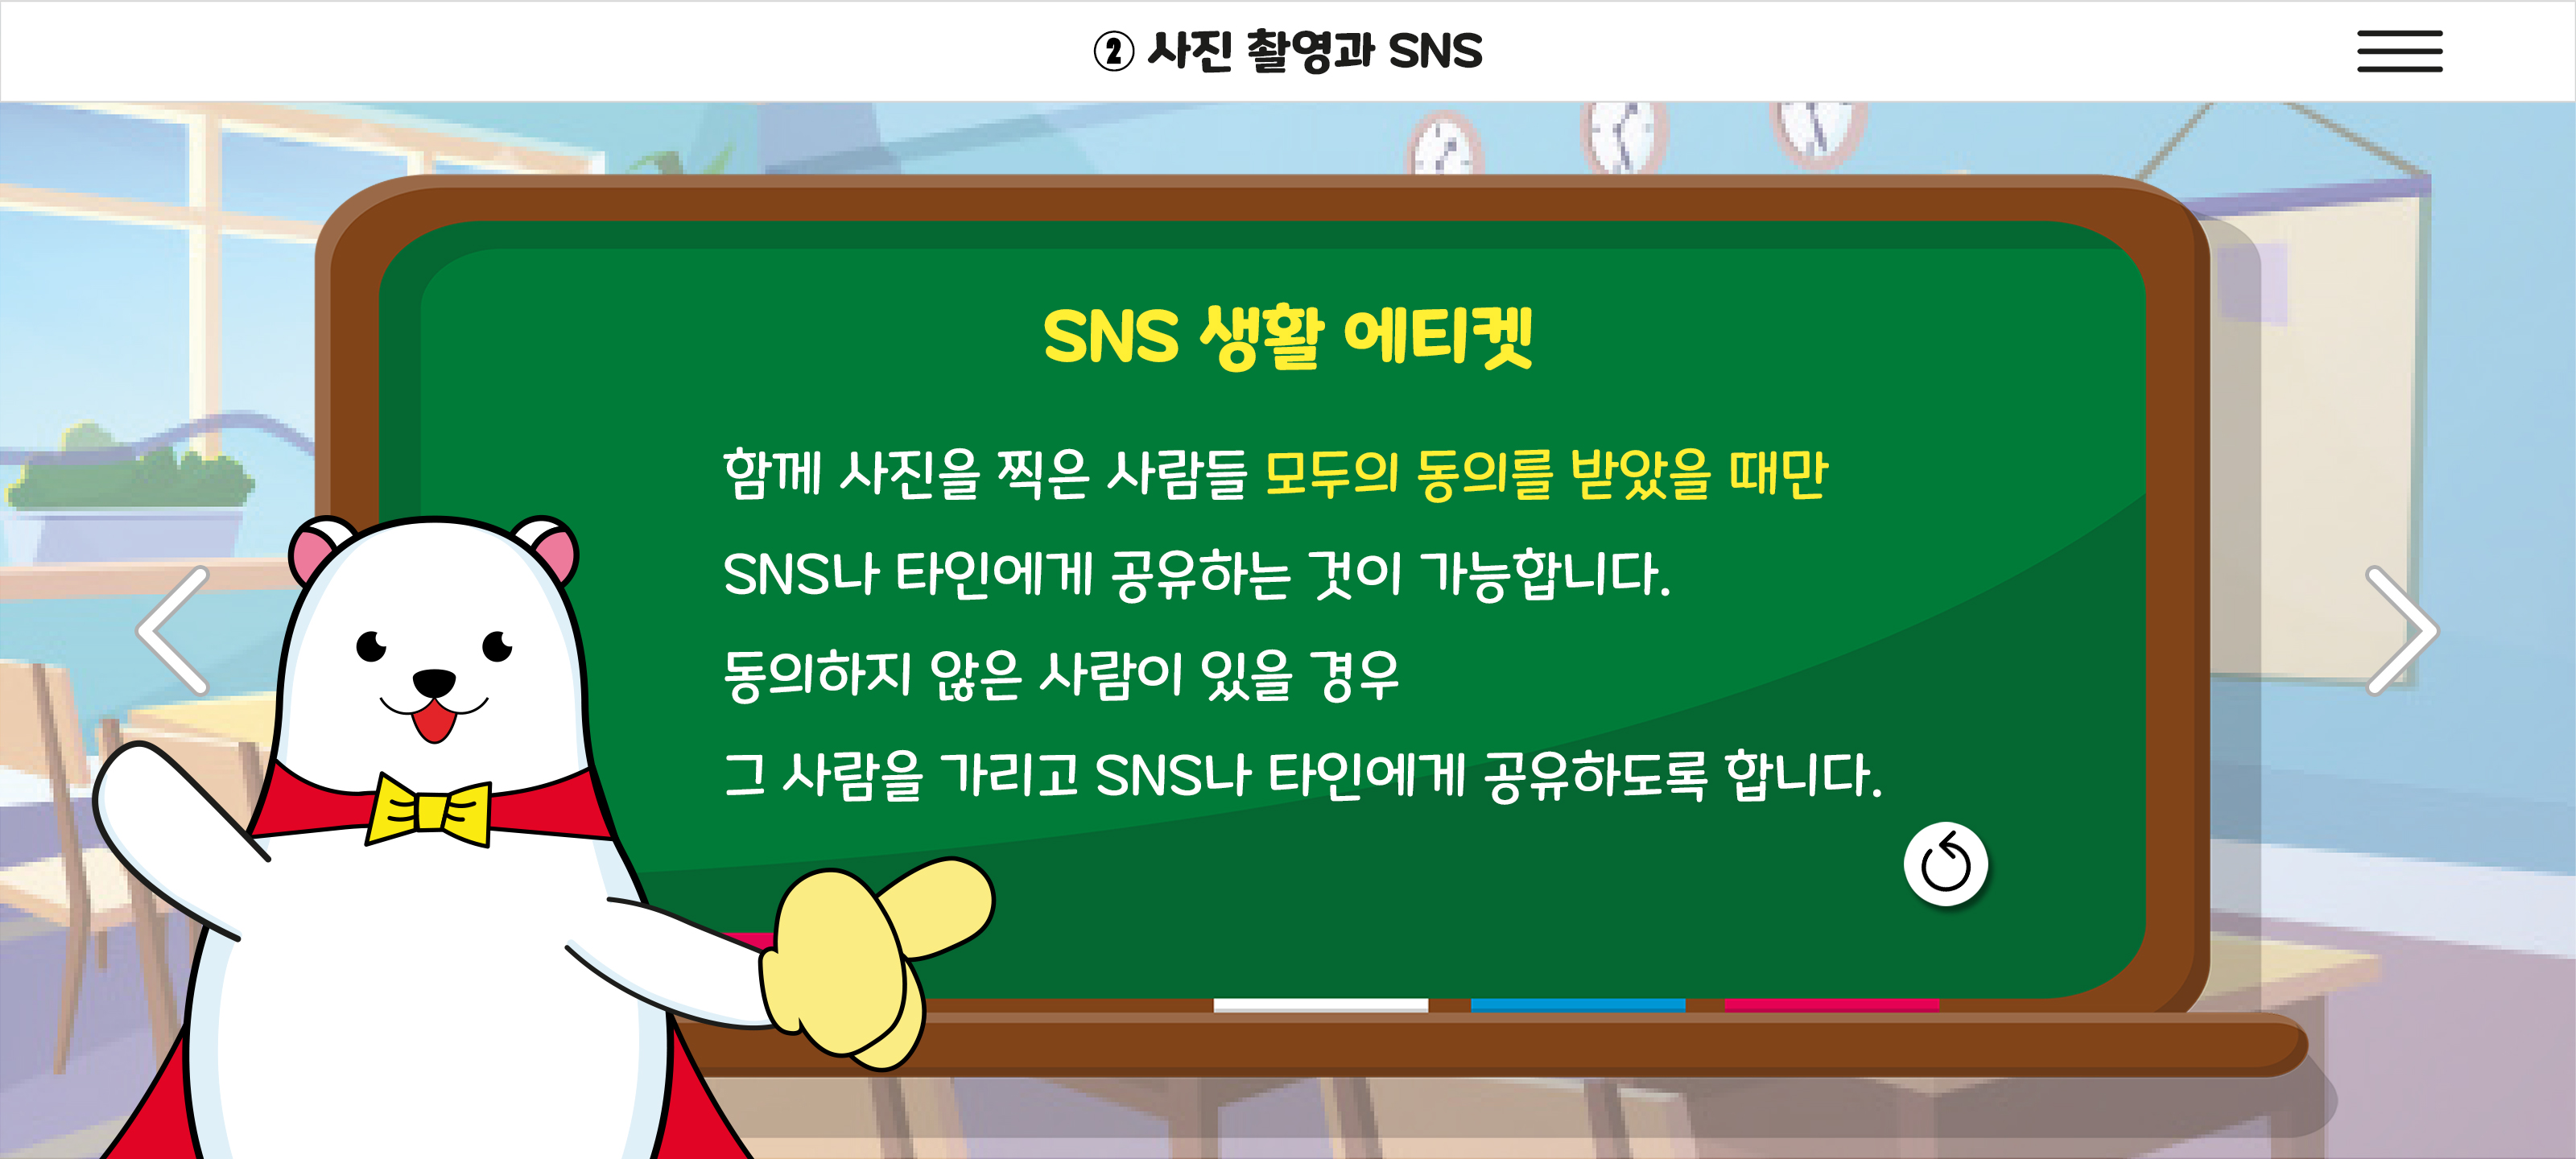 ② 사진 촬영과 SNS
SNS 생활 에티켓
함께 사진을 찍은 사람들 모두의 동의를 받았을 때만
SNS나 타인에게 공유하는 것이 가능합니다.
동의하지 않은 사람이 있을 경우
그 사람을 가리고 SNS나 타인에게 공유하도록 합니다.